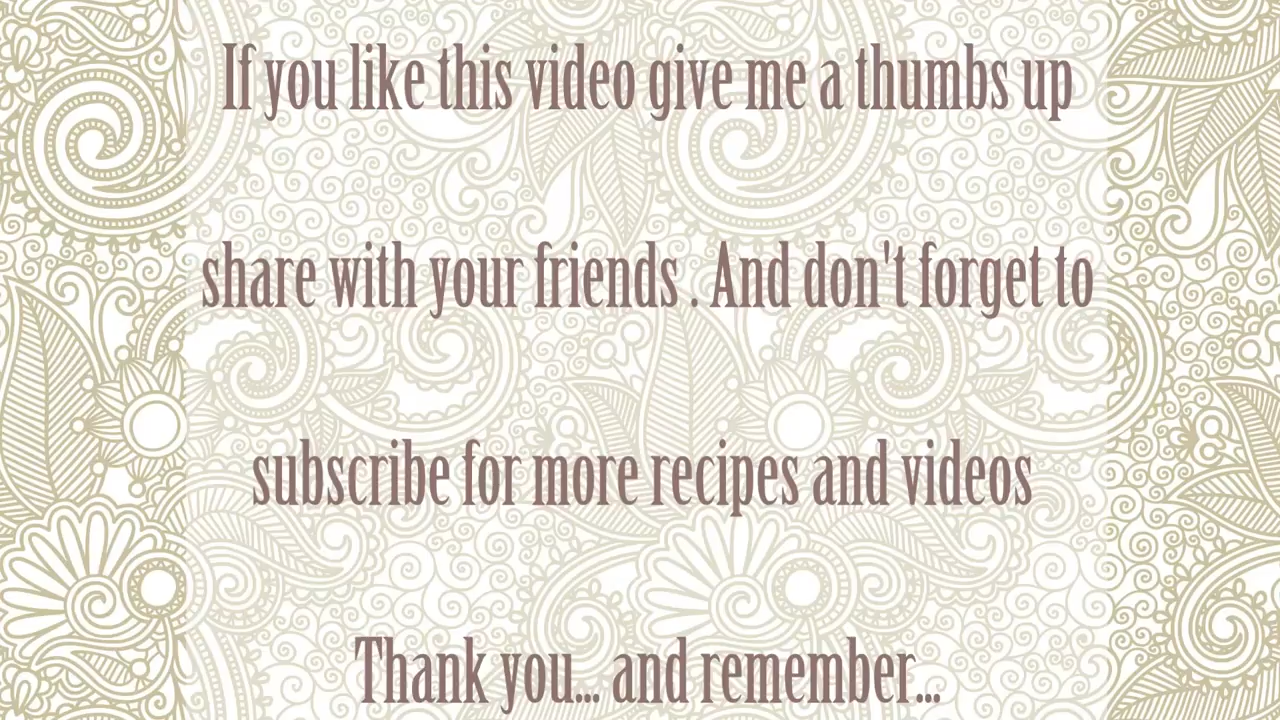 If you like this video give me a thumbs up
share with your friends . And don't forget to
subscribe for more recipes and videos
Thank you... and remember...